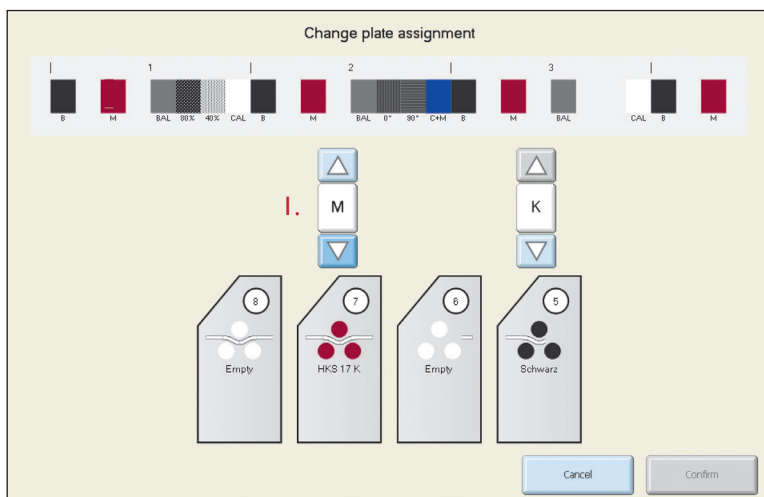 Change plate assignment
1 2 3
B M BAL 80% 40% CAL B M BAL 0° 90° C+M B M BAL CAL B M
I. M K
8 7 6 5
Empty HKS 17 K Empty Schwarz
Cancel Confirm